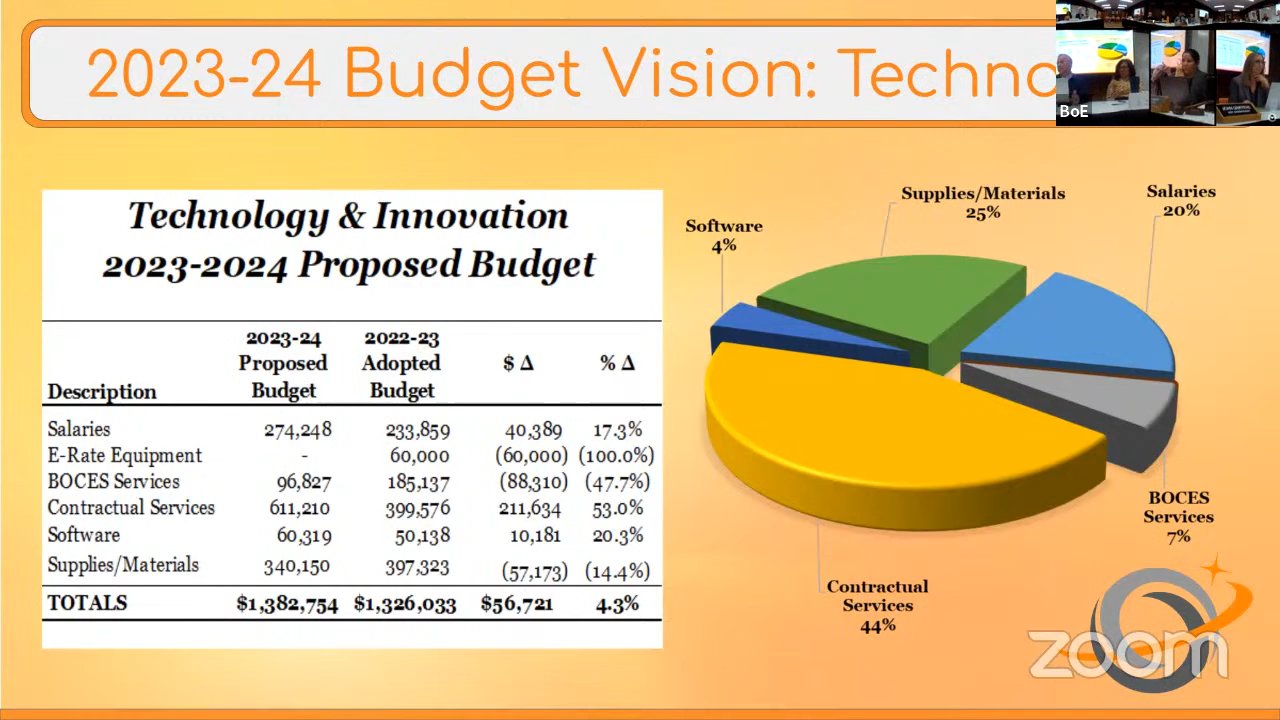 2023-24 Budget Vision: Techno
BoE
Technology & Innovation
2023-2024 Proposed Budget
Description 2023-24 Proposed Budget 2022-23 Adopted Budget $ Δ % Δ
Salaries 274,248 233,859 40,389 17.3%
E-Rate Equipment - 60,000 (60,000) (100.0%)
BOCES Services 96,827 185,137 (88,310) (47.7%)
Contractual Services 611,210 399,576 211,634 53.0%
Software 60,319 50,138 10,181 20.3%
Supplies/Materials 340,150 397,323 (57,173) (14.4%)
TOTALS $1,382,754 $1,326,033 $56,721 4.3%
Software
4%
Supplies/Materials
25%
Salaries
20%
BOCES
Services
7%
Contractual
Services
44%
zoom